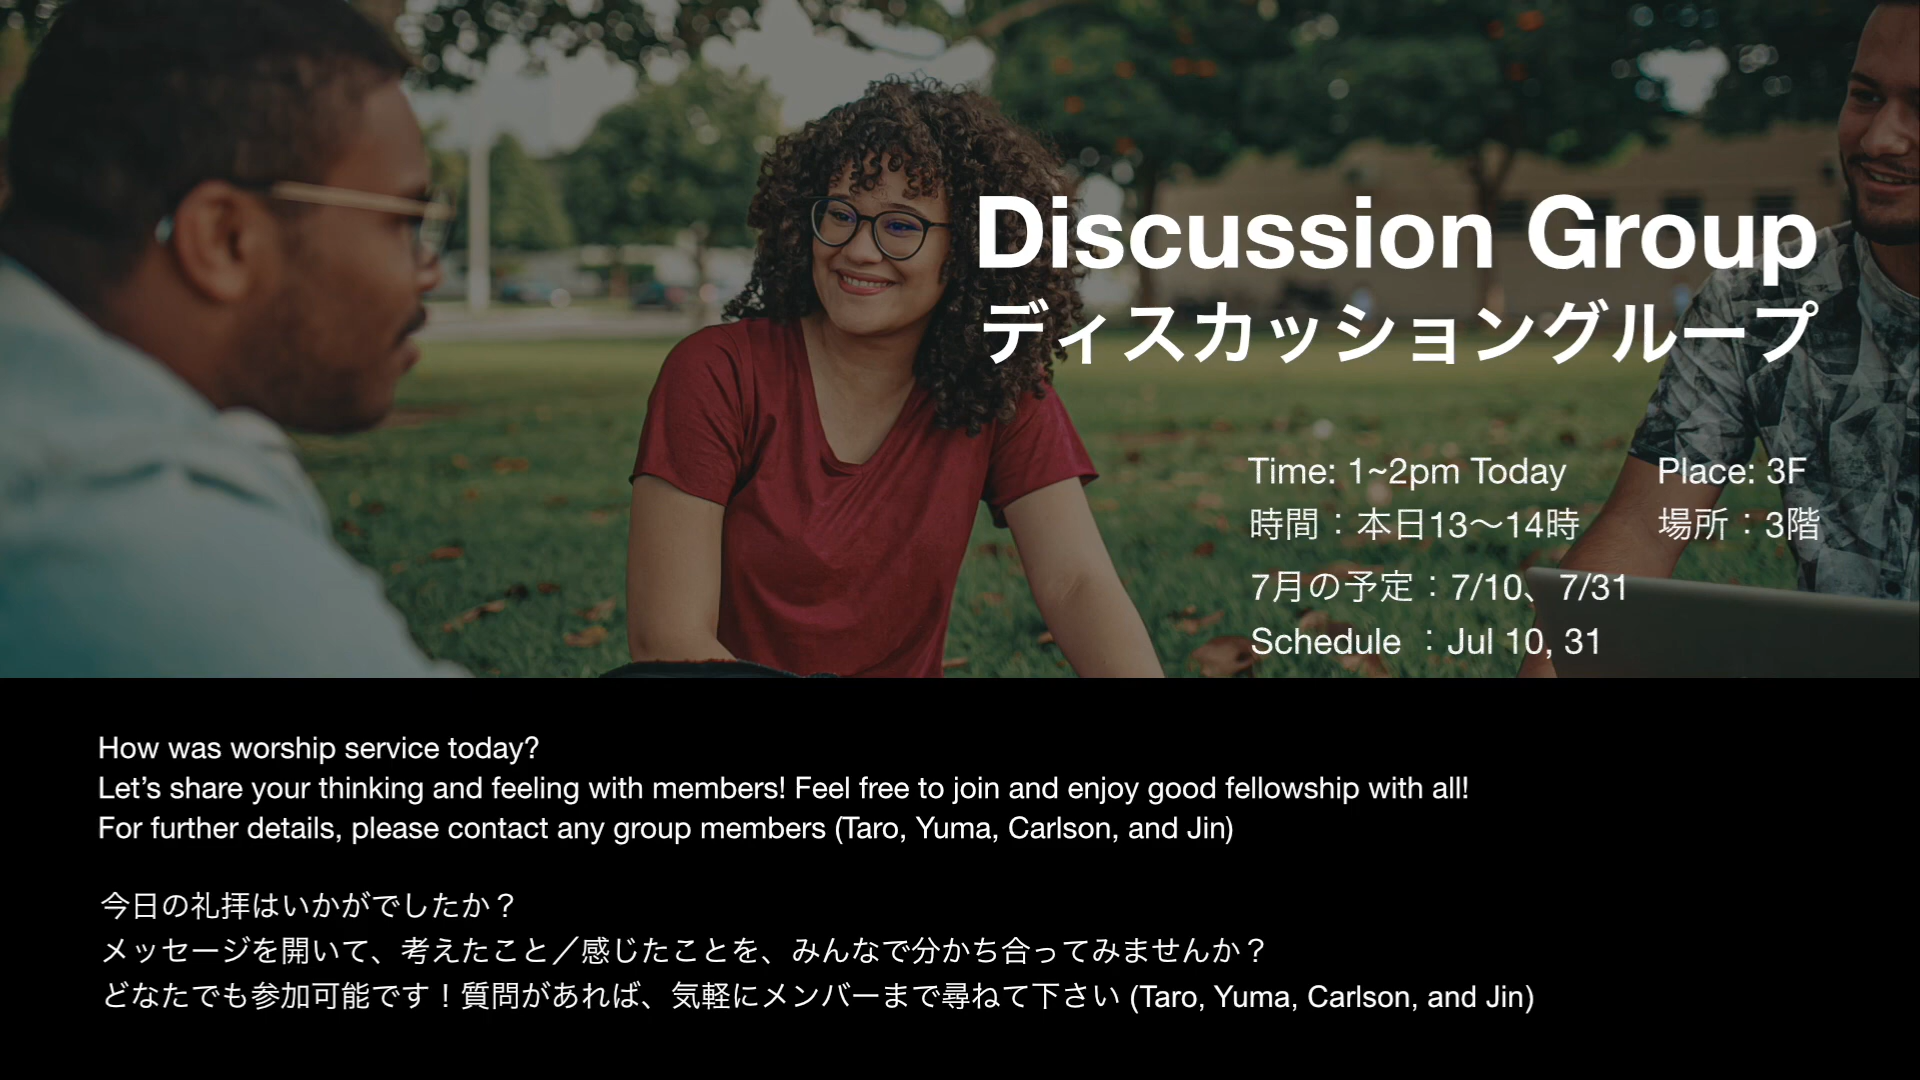 Discussion Group
ディスカッショングループ
Time: 1~2pm Today
Place: 3F
時間：本日13〜14時
場所：3階
7月の予定：7/10、7/31
Schedule ：Jul 10, 31
How was worship service today?
Let’s share your thinking and feeling with members! Feel free to join and enjoy good fellowship with all!
For further details, please contact any group members (Taro, Yuma, Carlson, and Jin)
今日の礼拝はいかがでしたか？
メッセージを開いて、考えたこと／感じたことを、みんなで分かち合ってみませんか？
どなたでも参加可能です！質問があれば、気軽にメンバーまで尋ねて下さい (Taro, Yuma, Carlson, and Jin)